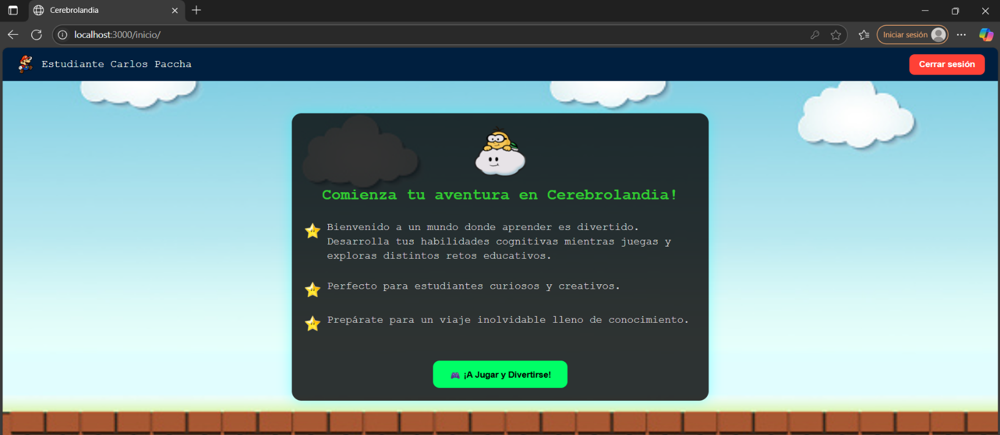 Cerebrolandia
localhost:3000/inicio/
Iniciar sesión
Estudiante Carlos Paccha
Cerrar sesión
Comienza tu aventura en Cerebrolandia!
Bienvenido a un mundo donde aprender es divertido.
Desarrolla tus habilidades cognitivas mientras juegas y
exploras distintos retos educativos.
Perfecto para estudiantes curiosos y creativos.
Prepárate para un viaje inolvidable lleno de conocimiento.
🎮 ¡A Jugar y Divertirse!